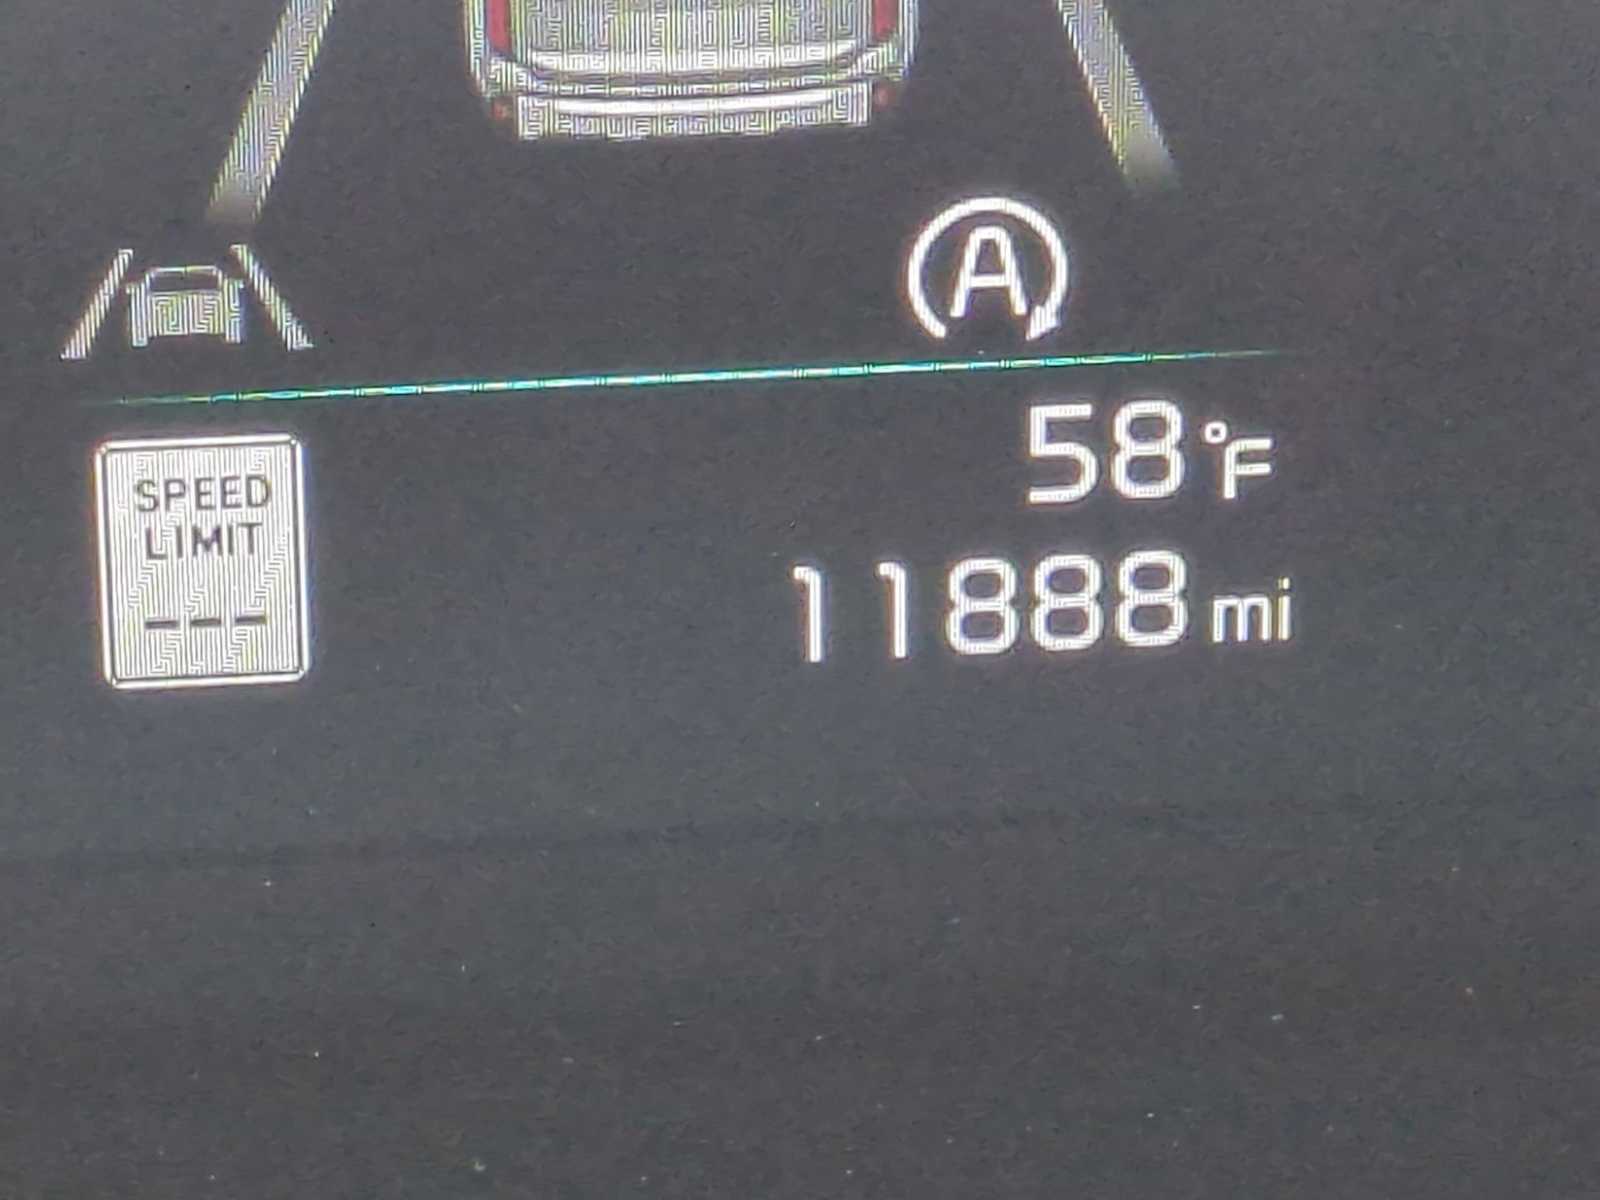 A
58°F
SPEED
LIMIT
---
11888 mi